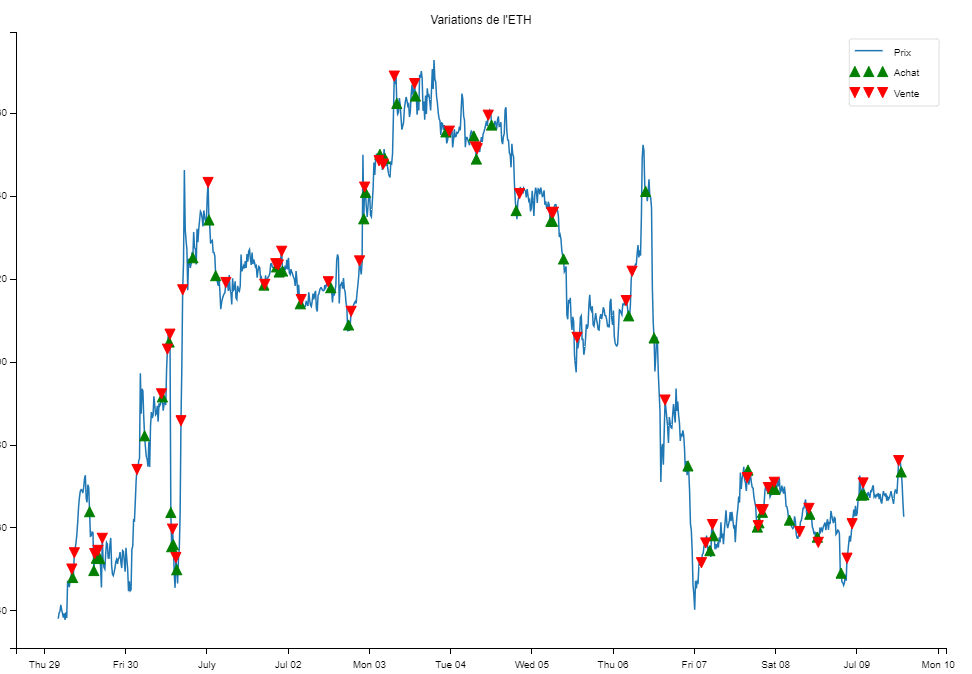 Variations de l'ETH
Prix
Achat
Vente
Thu 29 Fri 30 July Jul 02 Mon 03 Tue 04 Wed 05 Thu 06 Fri 07 Sat 08 Jul 09 Mon 10